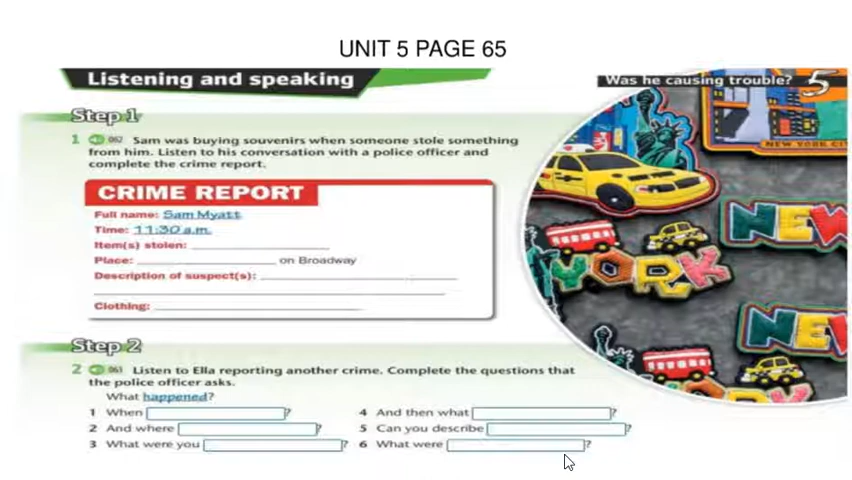 UNIT 5 PAGE 65
Listening and speaking
Was he causing trouble? 5
Step 1
1 062 Sam was buying souvenirs when someone stole something
from him. Listen to his conversation with a police officer and
complete the crime report.
CRIME REPORT
Full name: Sam Myatt
Time: 11:30 a.m.
Item(s) stolen:
Place: on Broadway
Description of suspect(s):
Clothing:
NEW YORK CITY
NEW
YORK
NEW
Step 2
2 063 Listen to Ella reporting another crime. Complete the questions that
the police officer asks.
What happened?
1 When ?
2 And where ?
3 What were you ?
4 And then what ?
5 Can you describe ?
6 What were ?